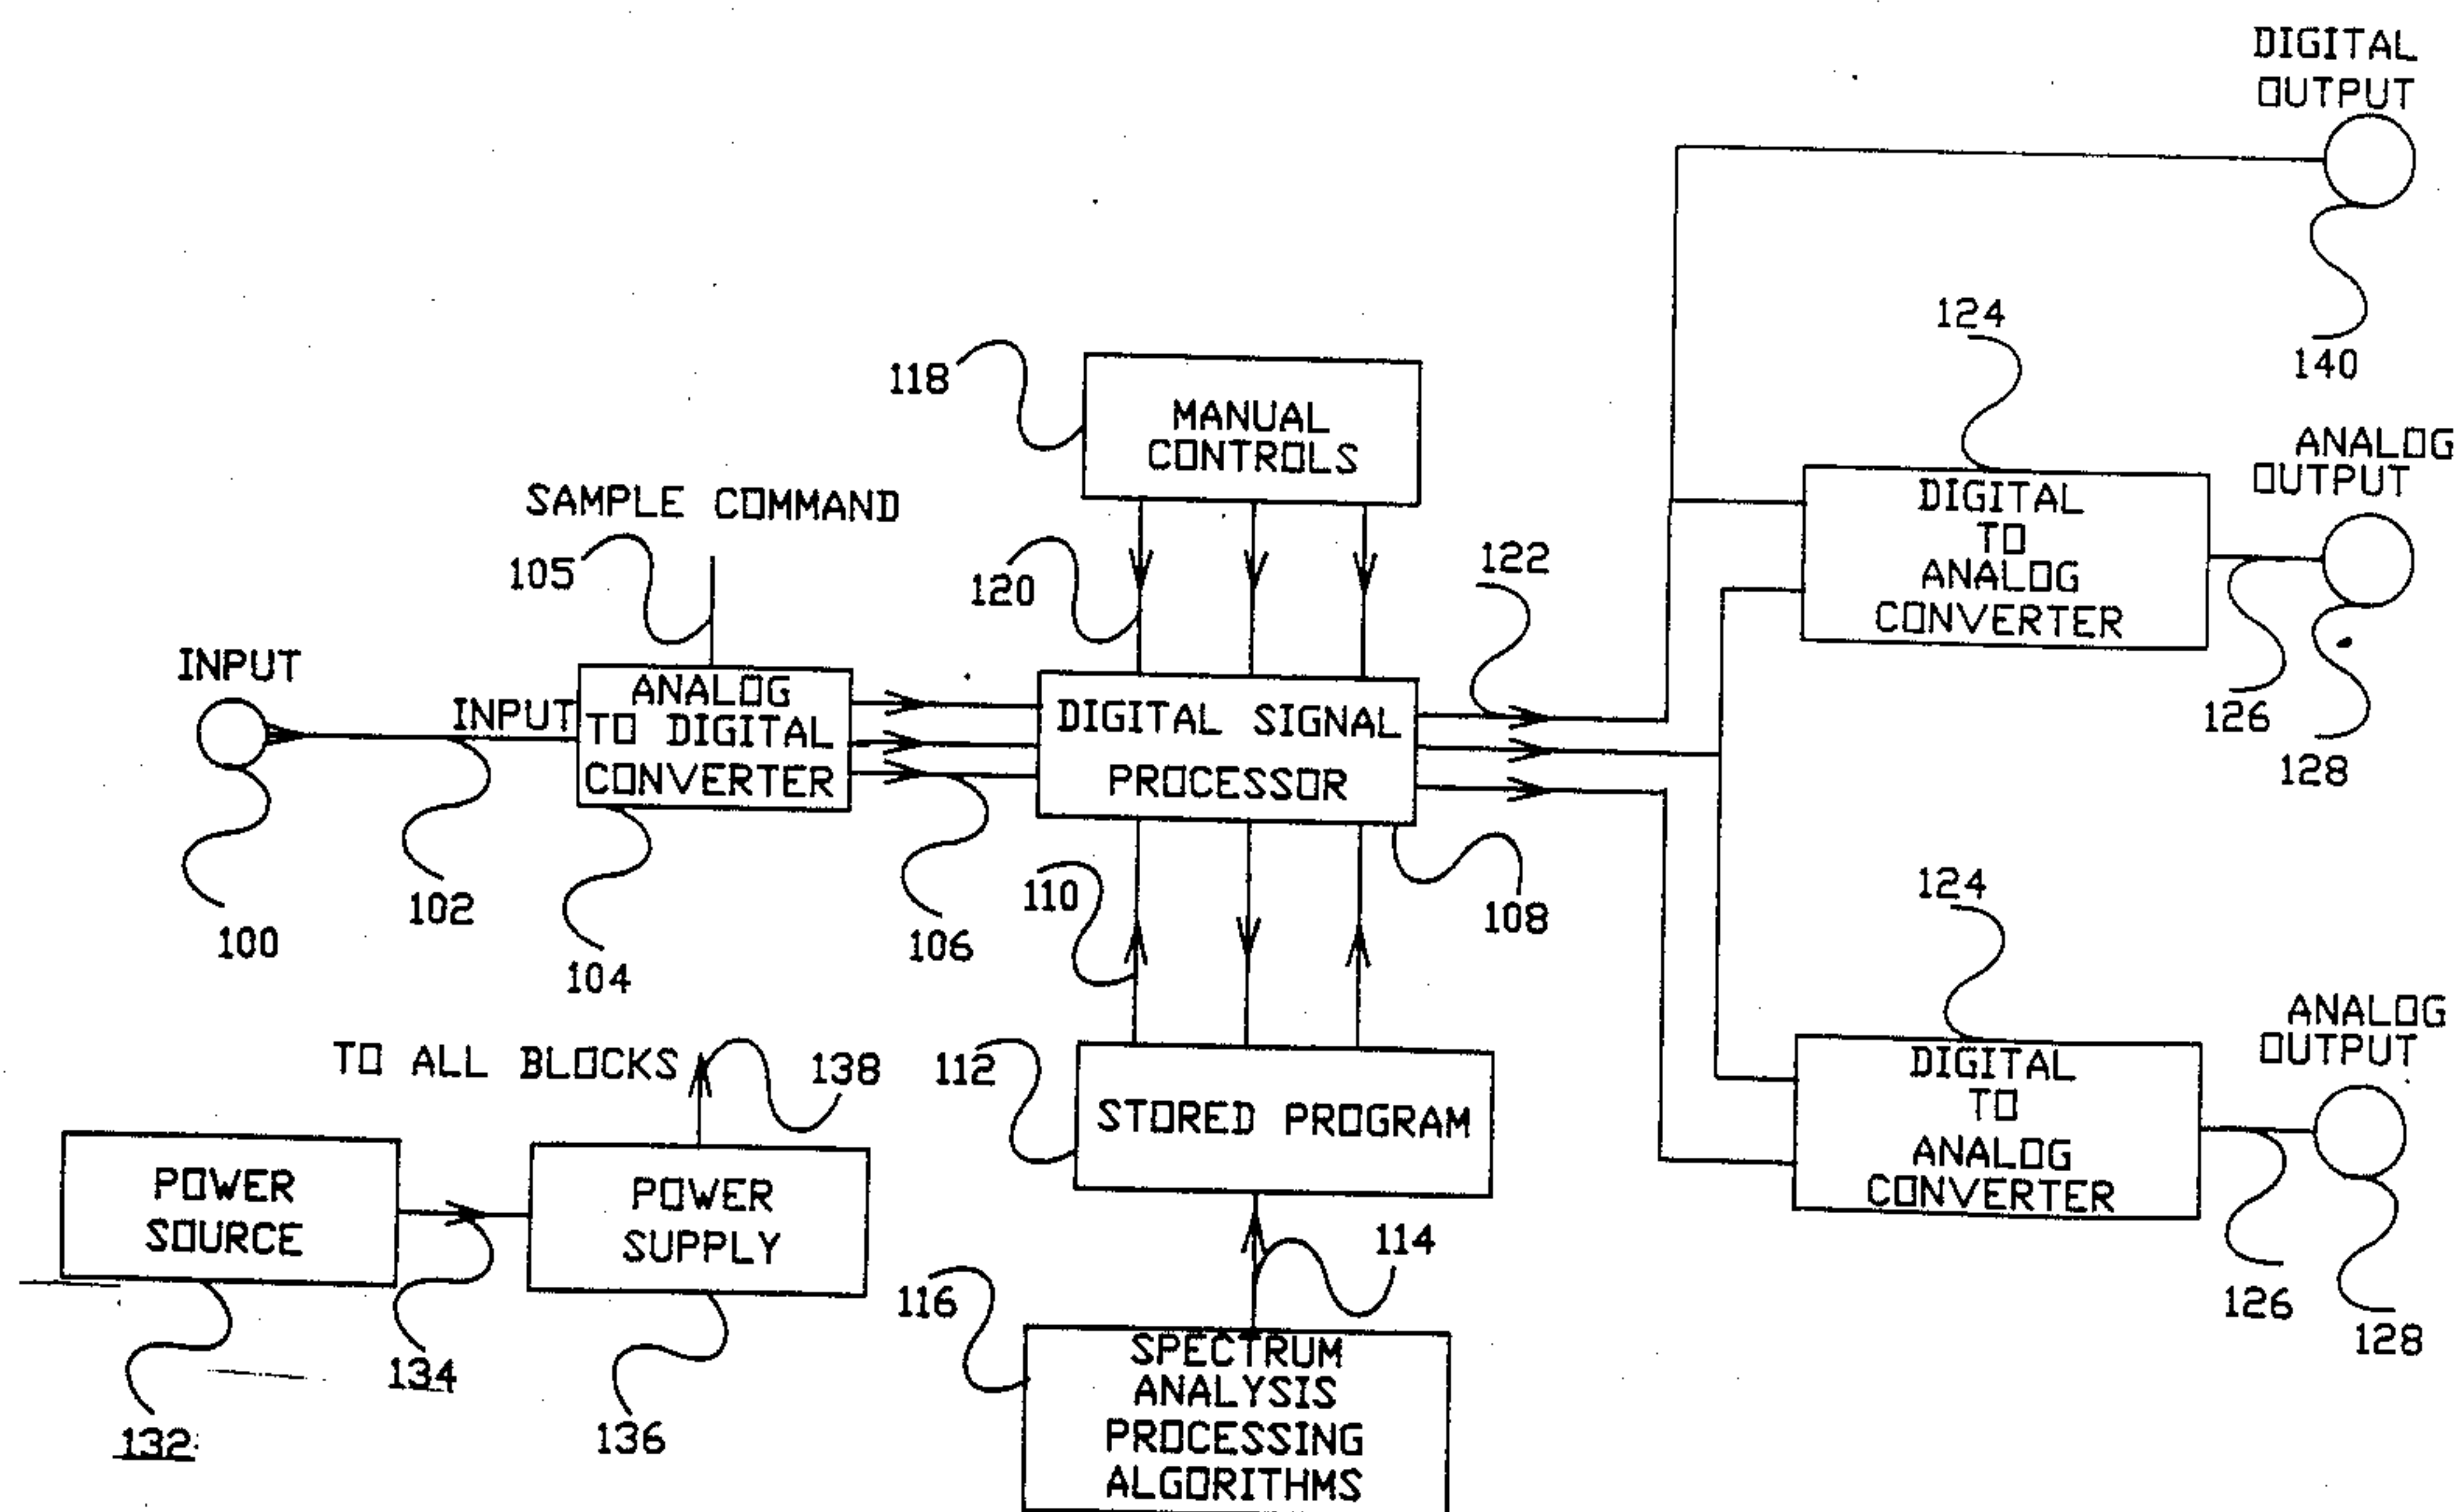 DIGITAL
OUTPUT
140
124
118
MANUAL
CONTROLS
ANALOG
OUTPUT
DIGITAL
TO
ANALOG
CONVERTER
126
128
SAMPLE COMMAND
105
120
122
INPUT
INPUT
ANALOG
TO DIGITAL
CONVERTER
DIGITAL SIGNAL
PROCESSOR
100
102
104
106
110
108
124
ANALOG
OUTPUT
DIGITAL
TO
ANALOG
CONVERTER
126
128
TO ALL BLOCKS
138
112
STORED PROGRAM
POWER
SOURCE
POWER
SUPPLY
114
116
132
134
136
SPECTRUM
ANALYSIS
PROCESSING
ALGORITHMS